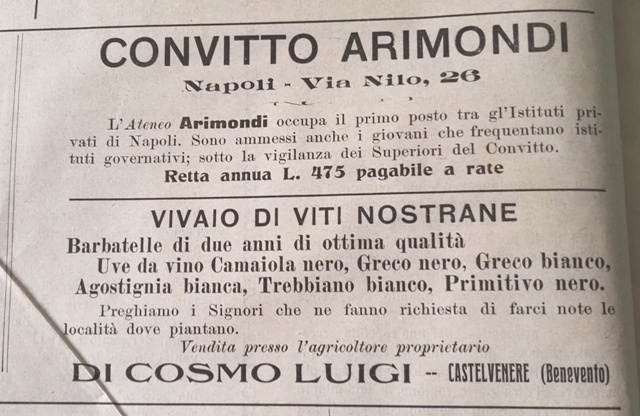 CONVITTO ARIMONDI
Napoli - Via Nilo, 26
L'Ateneo Arimondi occupa il primo posto tra gl'Istituti pri-
vati di Napoli. Sono ammessi anche i giovani che frequentano isti-
tuti governativi; sotto la vigilanza dei Superiori del Convitto.
Retta annua L. 475 pagabile a rate
VIVAIO DI VITI NOSTRANE
Barbatelle di due anni di ottima qualità
Uve da vino Camaiola nero, Greco nero, Greco bianco,
Agostignia bianca, Trebbiano bianco, Primitivo nero.
Preghiamo i Signori che ne fanno richiesta di farci note le
località dove piantano.
Vendita presso l'agricoltore proprietario
DI COSMO LUIGI -- CASTELVENERE (Benevento)